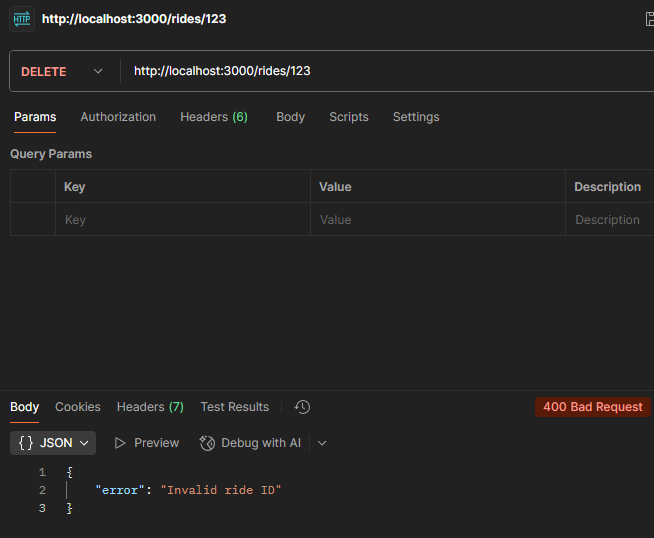 HTTP http://localhost:3000/rides/123
DELETE http://localhost:3000/rides/123
Params Authorization Headers (6) Body Scripts Settings
Query Params
Key Value Description
Key Value Description
Body Cookies Headers (7) Test Results 400 Bad Request
{ } JSON Preview Debug with AI
1 {
2 "error": "Invalid ride ID"
3 }